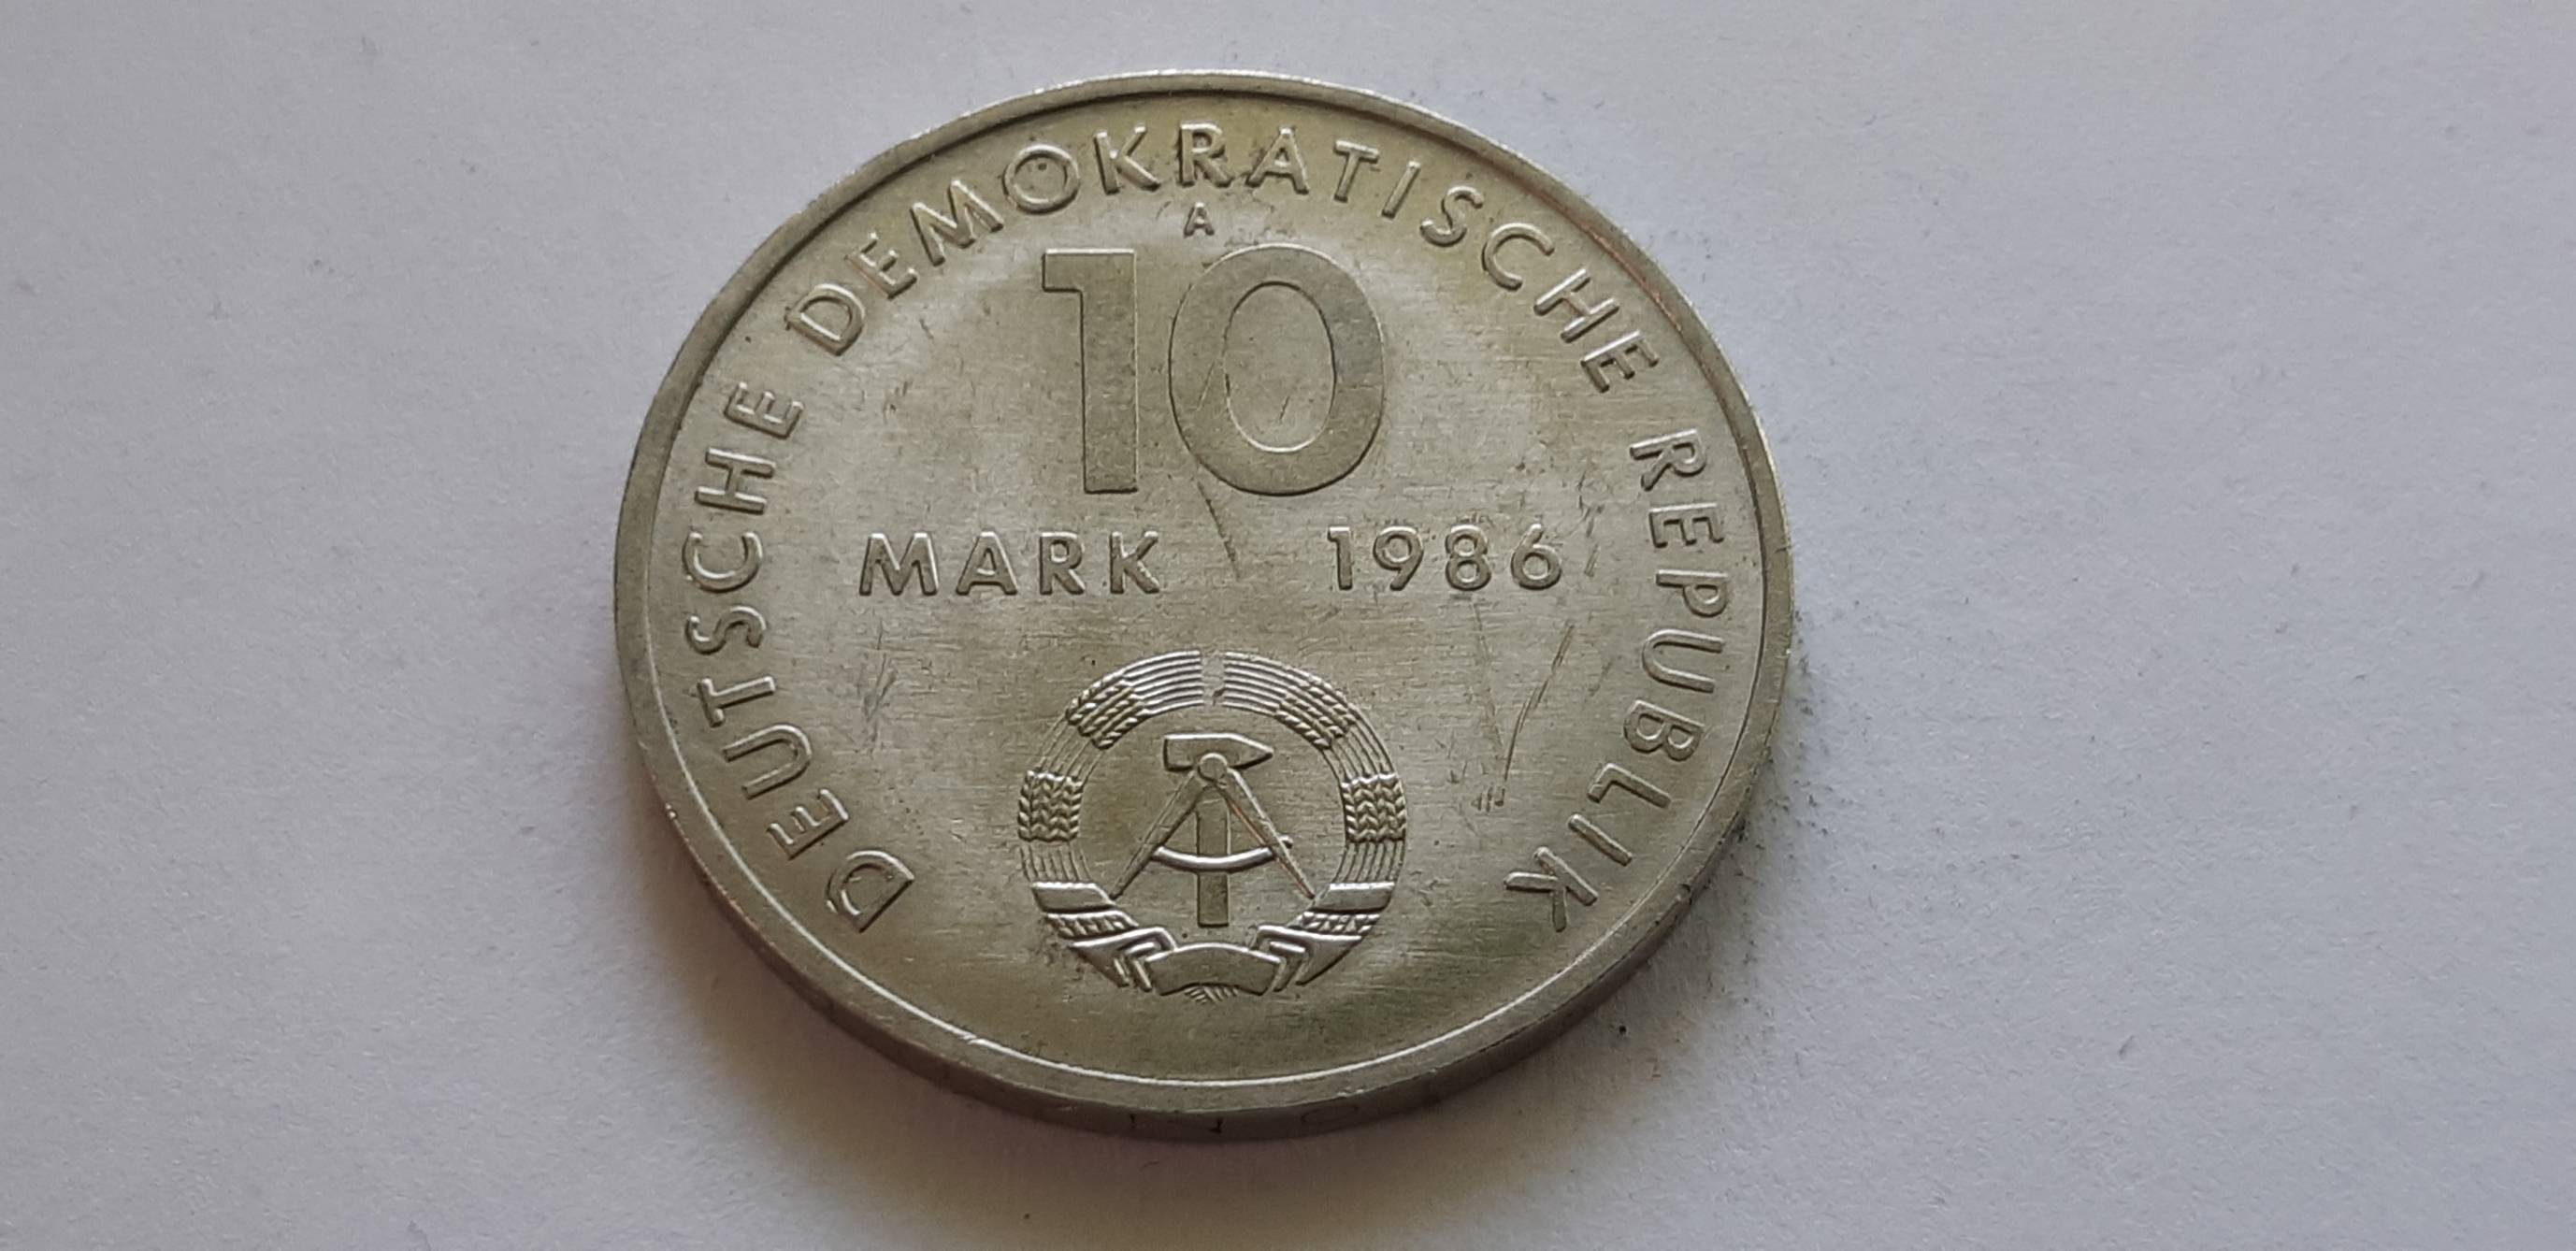 DEUTSCHE DEMOKRATISCHE REPUBLIK
A
10
MARK 1986